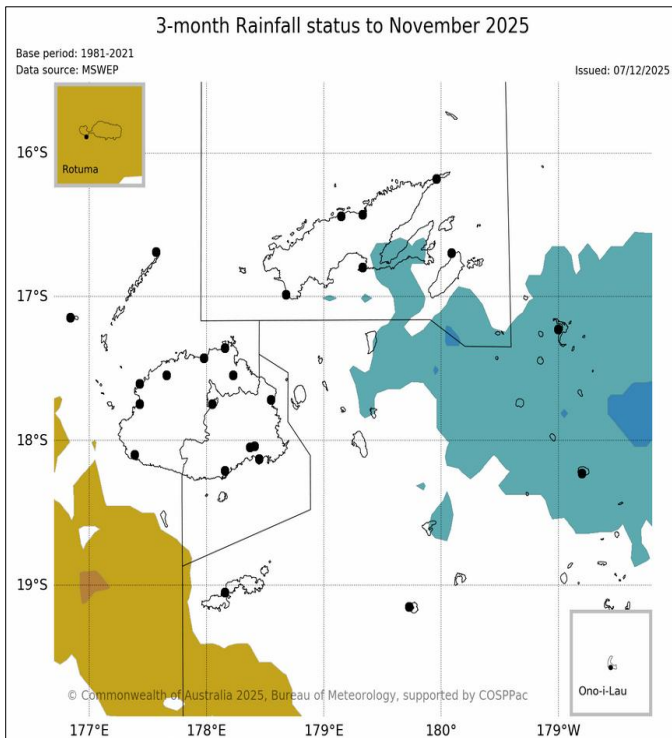 3-month Rainfall status to November 2025
Base period: 1981-2021
Data source: MSWEP
Issued: 07/12/2025
16°S
Rotuma
17°S
18°S
19°S
© Commonwealth of Australia 2025, Bureau of Meteorology, supported by COSPPac
Ono-i-Lau
177°E
178°E
179°E
180°
179°W